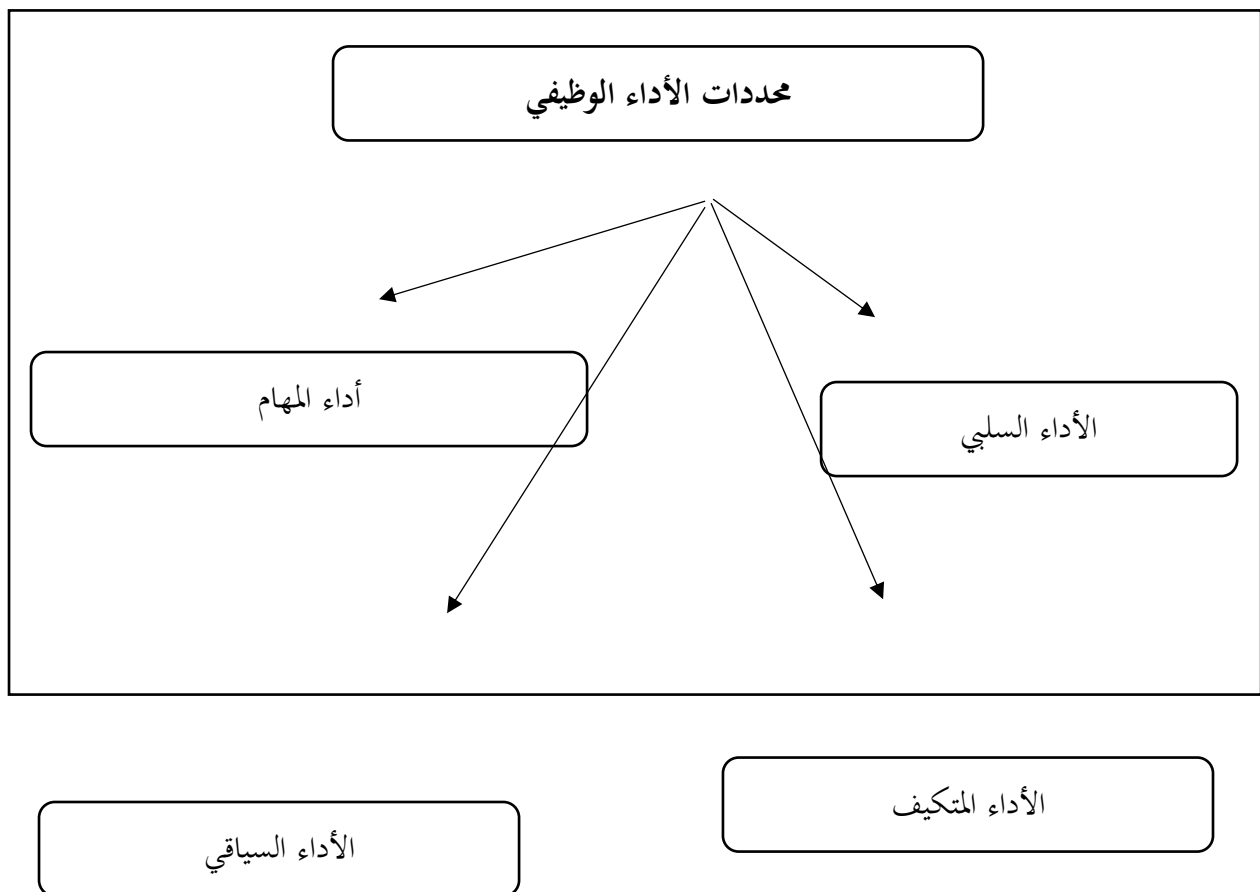 محددات الأداء الوظيفي
الأداء السلبي
أداء المهام
الأداء المتكيف
الأداء السياقي